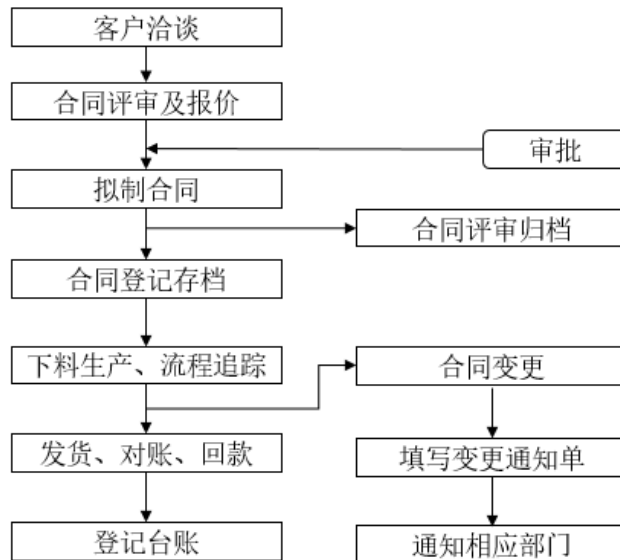 客户洽谈
合同评审及报价
审批
拟制合同
合同评审归档
合同登记存档
下料生产、流程追踪
合同变更
发货、对账、回款
填写变更通知单
登记台账
通知相应部门